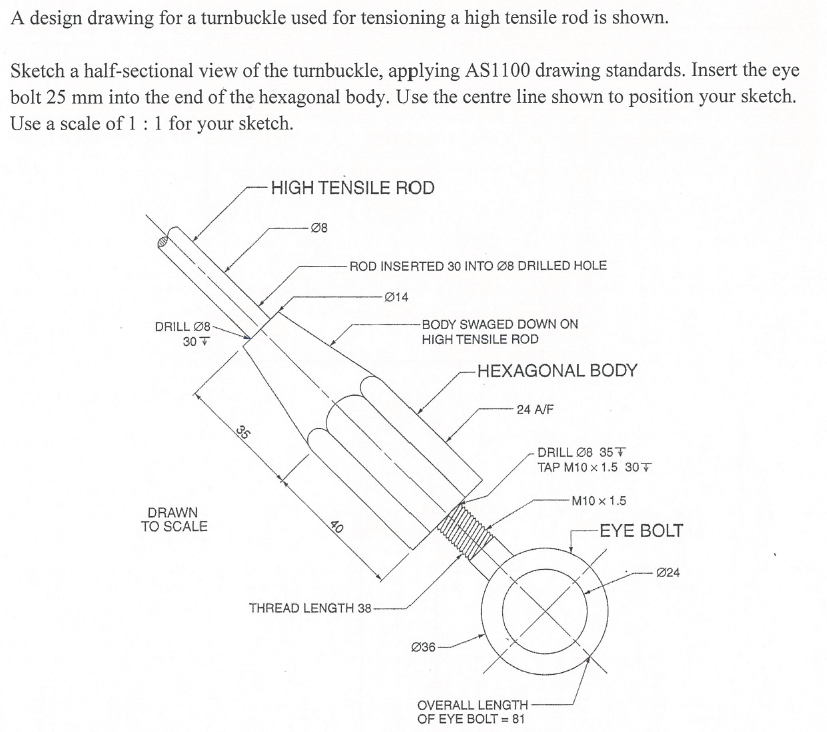 A design drawing for a turnbuckle used for tensioning a high tensile rod is shown.
Sketch a half-sectional view of the turnbuckle, applying AS1100 drawing standards. Insert the eye
bolt 25 mm into the end of the hexagonal body. Use the centre line shown to position your sketch.
Use a scale of 1 : 1 for your sketch.
HIGH TENSILE ROD
Ø8
ROD INSERTED 30 INTO Ø8 DRILLED HOLE
Ø14
DRILL Ø8
30 ↧
BODY SWAGED DOWN ON
HIGH TENSILE ROD
HEXAGONAL BODY
24 A/F
35
DRILL Ø8 35↧
TAP M10 × 1.5 30↧
M10 × 1.5
DRAWN
TO SCALE
40
EYE BOLT
Ø24
THREAD LENGTH 38
Ø36
OVERALL LENGTH
OF EYE BOLT = 81